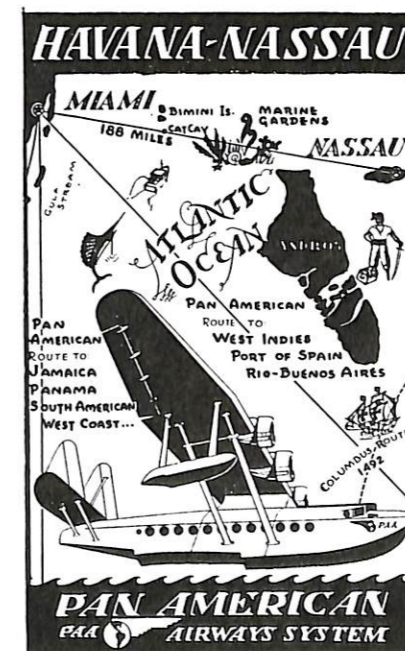 HAVANA-NASSAU
MIAMI
188 MILES
BIMINI IS.
CAT CAY
MARINE
GARDENS
NASSAU
GULF
STREAM
ATLANTIC
OCEAN
ANDROS
PAN AMERICAN
ROUTE TO
WEST INDIES
PORT OF SPAIN
RIO-BUENOS AIRES
PAN
AMERICAN
ROUTE TO
JAMAICA
PANAMA
SOUTH AMERICAN
WEST COAST...
COLUMBUS ROUTE
1492
PAA
PAN AMERICAN
PAA AIRWAYS SYSTEM